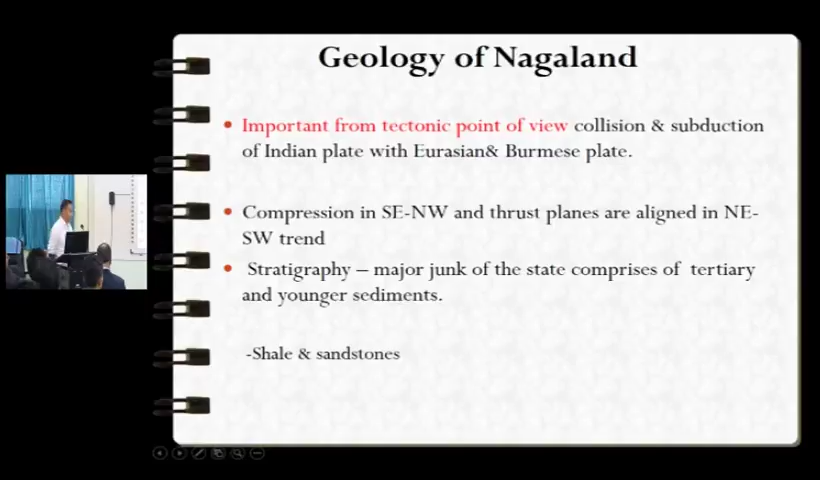 Geology of Nagaland
• Important from tectonic point of view collision & subduction
of Indian plate with Eurasian& Burmese plate.
• Compression in SE-NW and thrust planes are aligned in NE-
SW trend
• Stratigraphy – major junk of the state comprises of tertiary
and younger sediments.
-Shale & sandstones